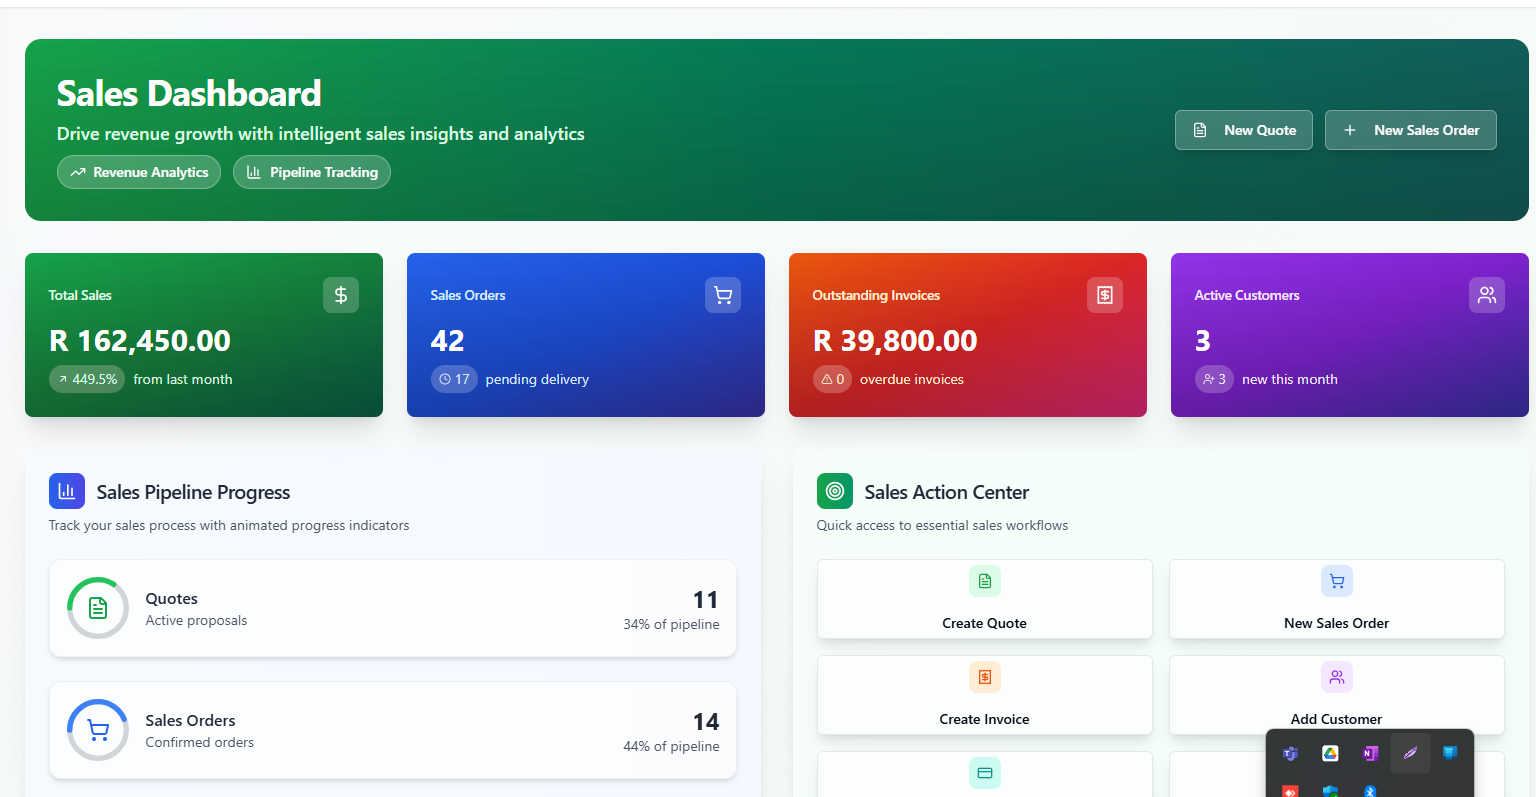 Sales Dashboard
Drive revenue growth with intelligent sales insights and analytics
Revenue Analytics
Pipeline Tracking
New Quote
New Sales Order
Total Sales
R 162,450.00
449.5% from last month
Sales Orders
42
17 pending delivery
Outstanding Invoices
R 39,800.00
0 overdue invoices
Active Customers
3
3 new this month
Sales Pipeline Progress
Track your sales process with animated progress indicators
Quotes
Active proposals
11
34% of pipeline
Sales Orders
Confirmed orders
14
44% of pipeline
Sales Action Center
Quick access to essential sales workflows
Create Quote
New Sales Order
Create Invoice
Add Customer